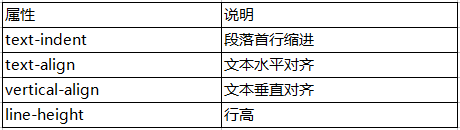 属性 说明
text-indent 段落首行缩进
text-align 文本水平对齐
vertical-align 文本垂直对齐
line-height 行高